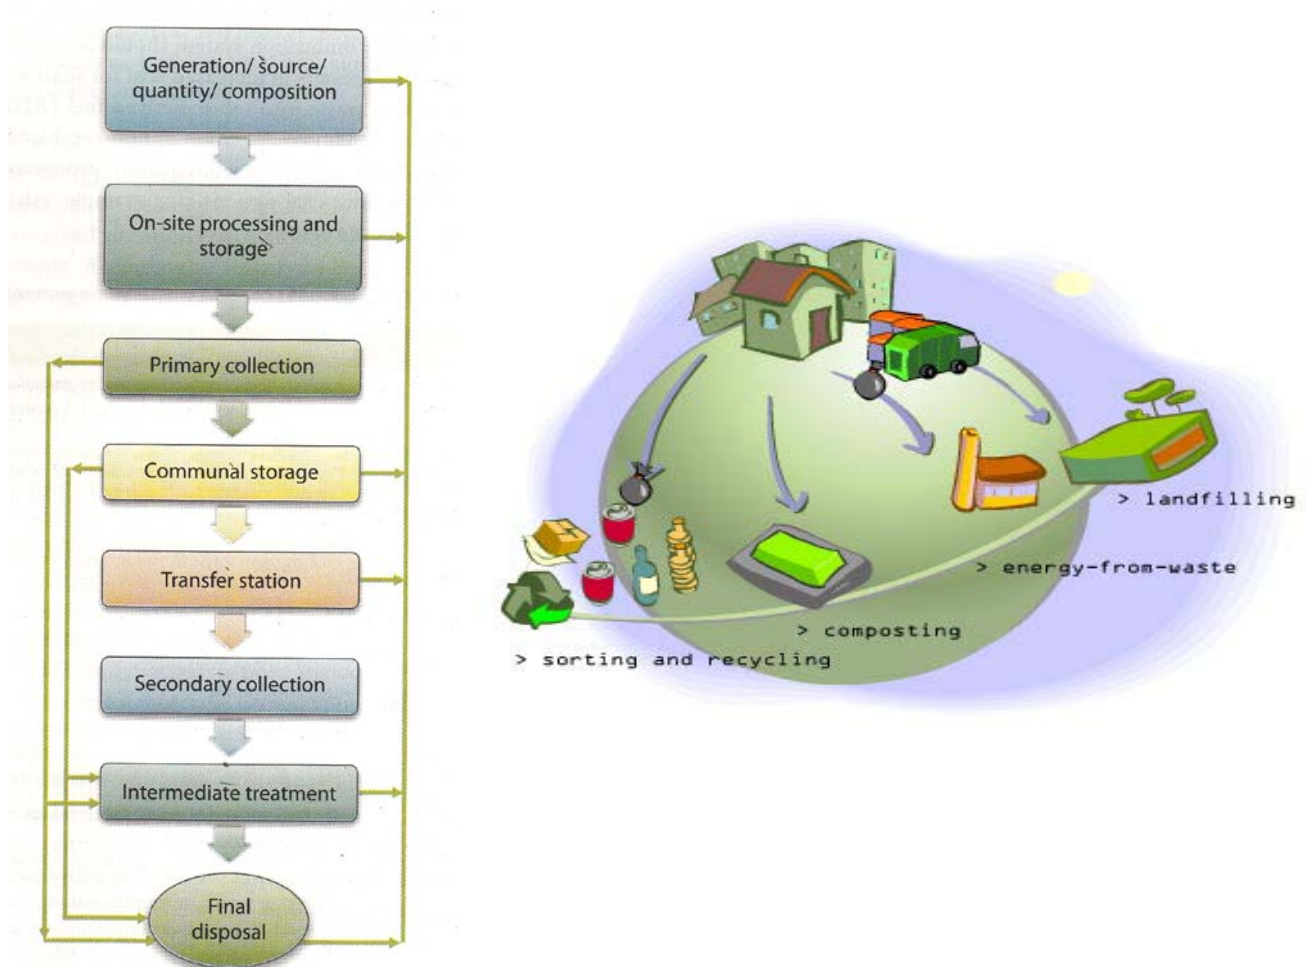 Generation/ source/
quantity/ composition
On-site processing and
storage
Primary collection
Communal storage
Transfer station
Secondary collection
Intermediate treatment
Final
disposal
> landfilling
> energy-from-waste
> composting
> sorting and recycling